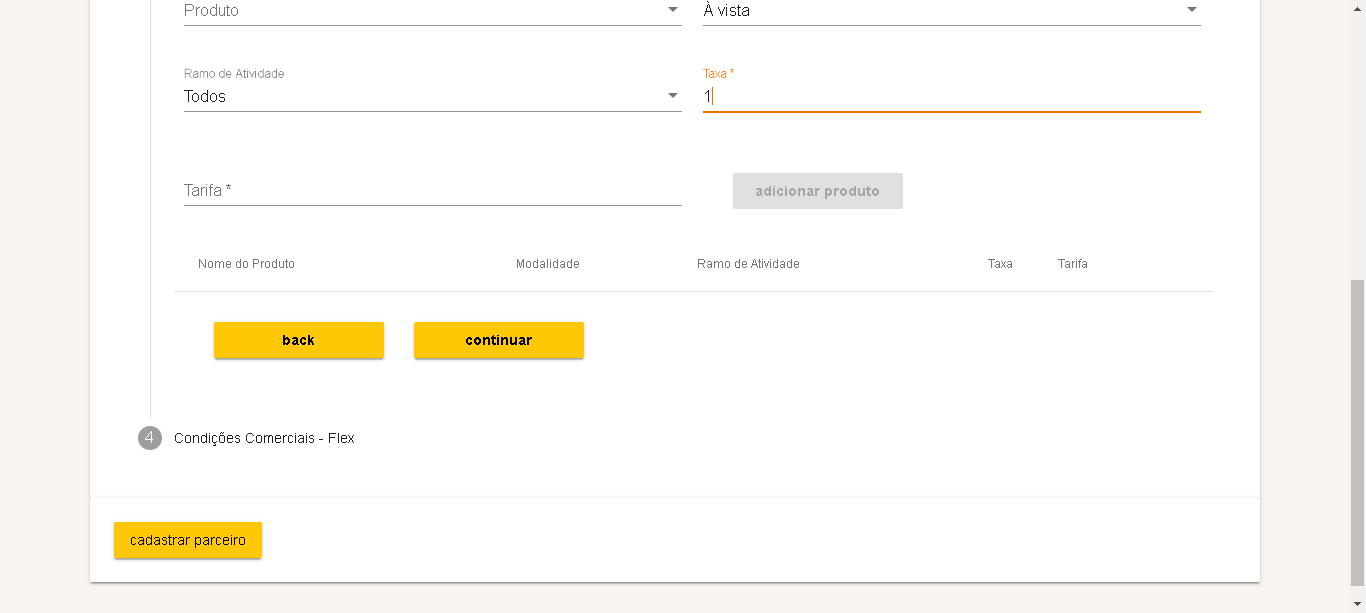 Produto
À vista
Ramo de Atividade
Taxa *
Todos
1
Tarifa *
adicionar produto
Nome do Produto Modalidade Ramo de Atividade Taxa Tarifa
back
continuar
4 Condições Comerciais - Flex
cadastrar parceiro